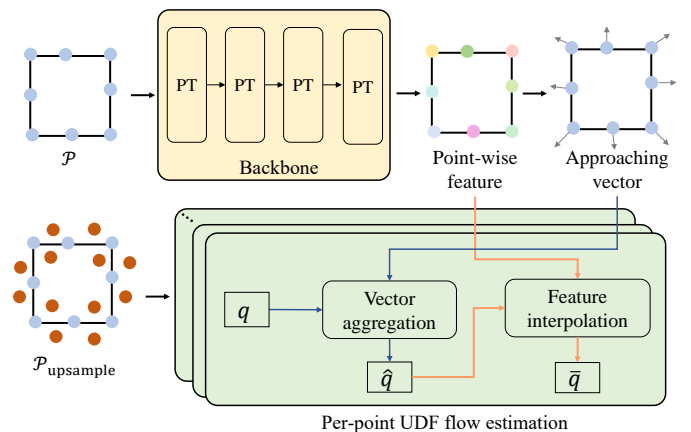 PT
PT
PT
PT
𝒫
Backbone
Point-wise
feature
Approaching
vector
q
Vector
aggregation
Feature
interpolation
q̂
q̄
𝒫upsample
Per-point UDF flow estimation